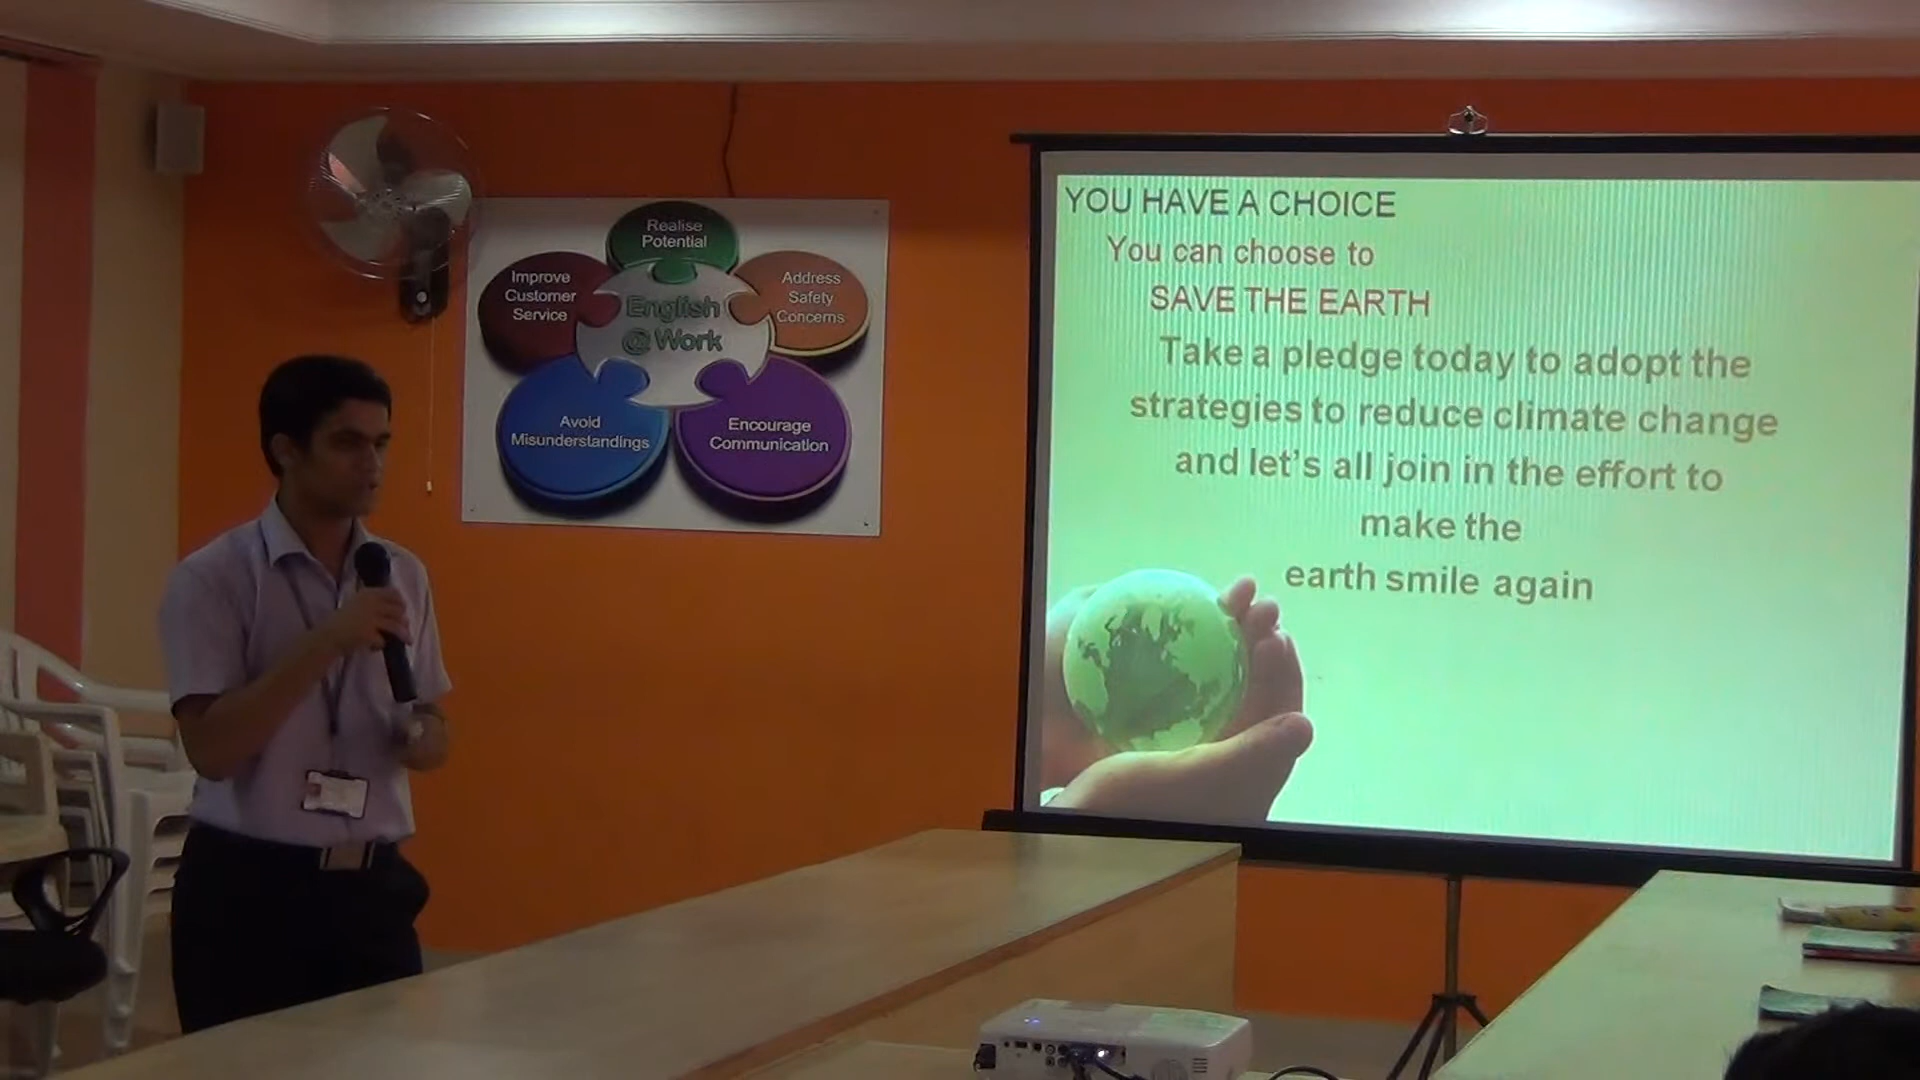 Realise
Potential
Improve
Customer
Service
Address
Safety
Concerns
English
@Work
Avoid
Misunderstandings
Encourage
Communication
YOU HAVE A CHOICE
You can choose to
SAVE THE EARTH
Take a pledge today to adopt the
strategies to reduce climate change
and let's all join in the effort to
make the
earth smile again